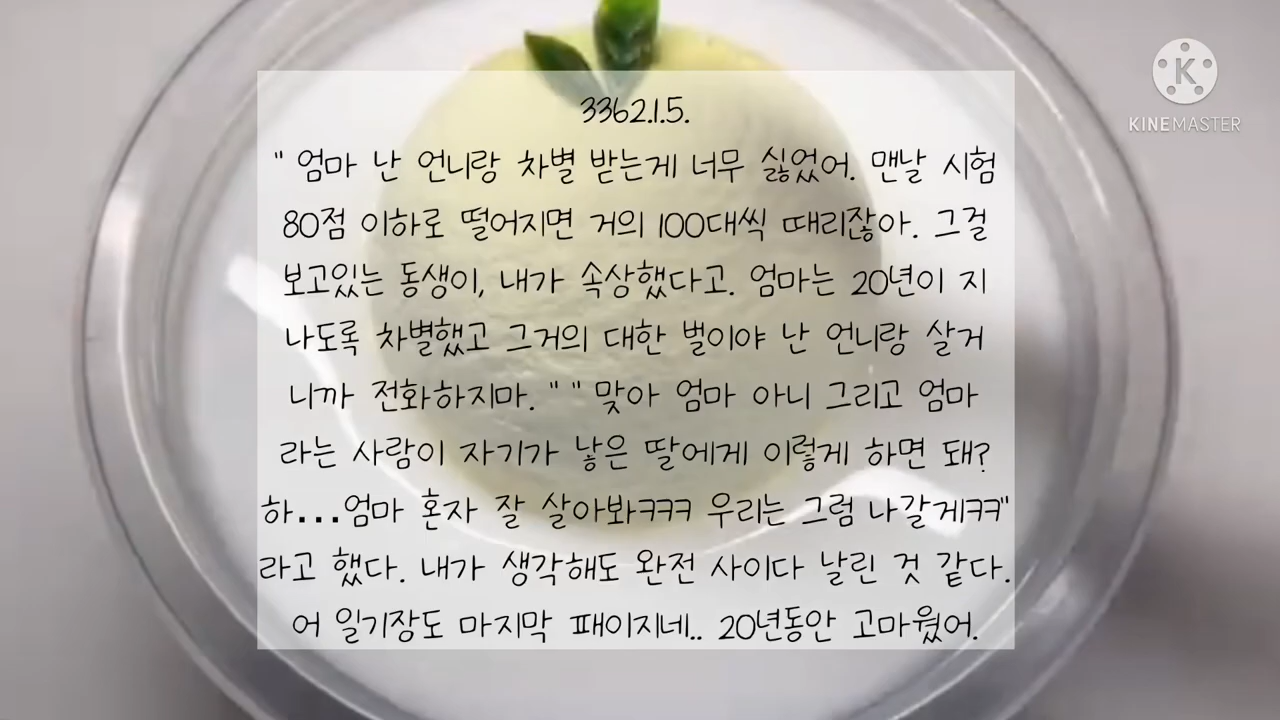 3362.1.5.
" 엄마 난 언니랑 차별 받는게 너무 싫었어. 맨날 시험
80점 이하로 떨어지면 거의 100대씩 때리잖아. 그걸
보고있는 동생이, 내가 속상했다고. 엄마는 20년이 지
나도록 차별했고 그거의 대한 벌이야 난 언니랑 살거
니까 전화하지마. " " 맞아 엄마 아니 그리고 엄마
라는 사람이 자기가 낳은 딸에게 이렇게 하면 돼?
하...엄마 혼자 잘 살아봐ㅋㅋㅋ 우리는 그럼 나갈게ㅋㅋ"
라고 했다. 내가 생각해도 완전 사이다 날린 것 같다.
어 일기장도 마지막 패이지네.. 20년동안 고마웠어.
KINEMASTER